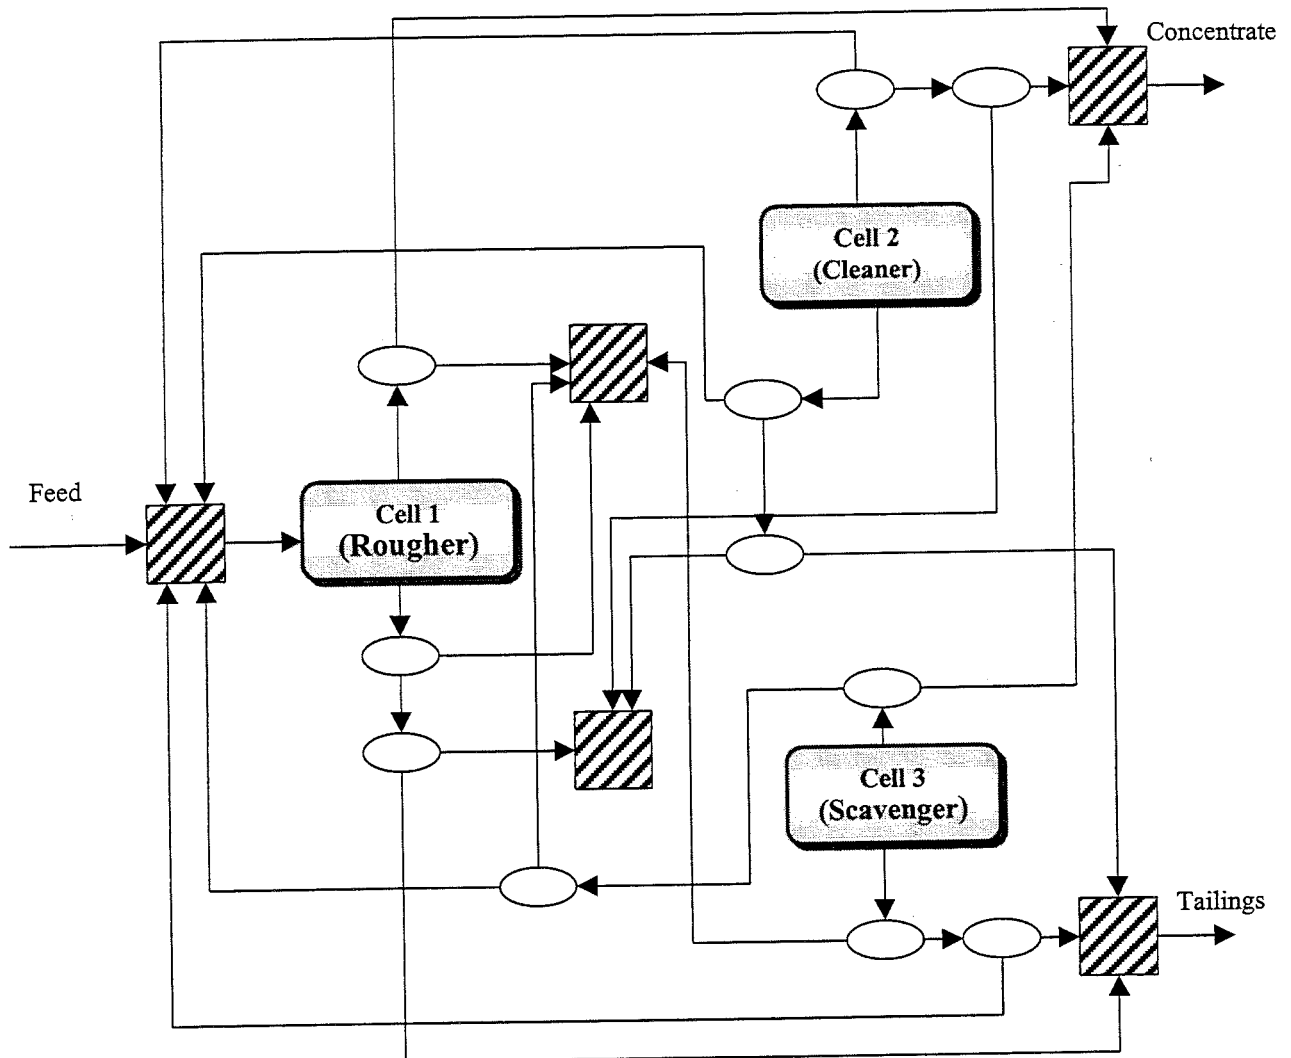 Concentrate
Cell 2
(Cleaner)
Feed
Cell 1
(Rougher)
Cell 3
(Scavenger)
Tailings